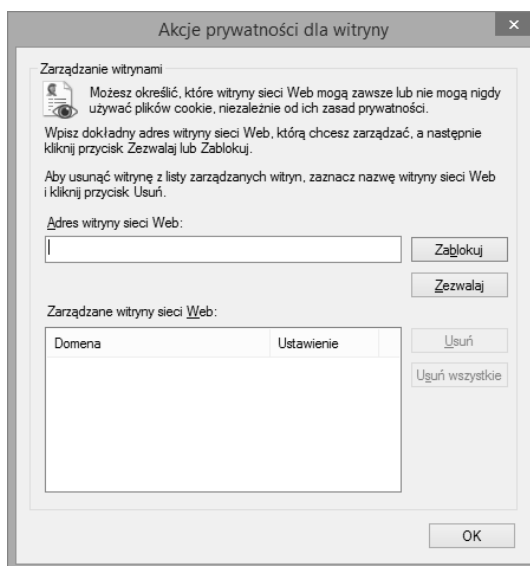 Akcje prywatności dla witryny
×
Zarządzanie witrynami
Możesz określić, które witryny sieci Web mogą zawsze lub nie mogą nigdy
używać plików cookie, niezależnie od ich zasad prywatności.
Wpisz dokładny adres witryny sieci Web, którą chcesz zarządzać, a następnie
kliknij przycisk Zezwalaj lub Zablokuj.
Aby usunąć witrynę z listy zarządzanych witryn, zaznacz nazwę witryny sieci Web
i kliknij przycisk Usuń.
Adres witryny sieci Web:
Zablokuj
Zezwalaj
Zarządzane witryny sieci Web:
Domena Ustawienie
Usuń
Usuń wszystkie
OK